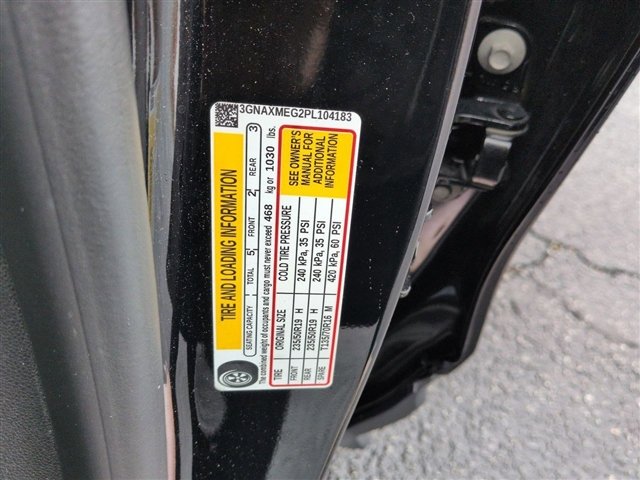 3GNAXMEG2PL104183
TIRE AND LOADING INFORMATION
SEATING CAPACITY TOTAL 5 FRONT 2 REAR 3
The combined weight of occupants and cargo must never exceed 468 kg or 1030 lbs.
TIRE ORIGINAL SIZE COLD TIRE PRESSURE
FRONT 235/50R19 H 240 kPa, 35 PSI
REAR 235/50R19 H 240 kPa, 35 PSI
SPARE T135/70R16 M 420 kPa, 60 PSI
SEE OWNER'S
MANUAL FOR
ADDITIONAL
INFORMATION